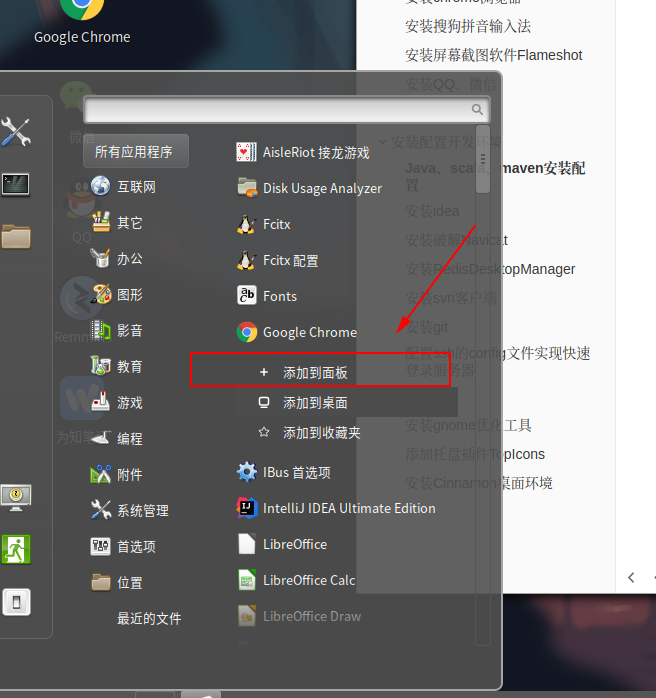 Google Chrome
安装chrome浏览器
安装搜狗拼音输入法
安装屏幕截图软件Flameshot
安装QQ、微信
安装配置开发环境
Java、scala、maven安装配
置
安装idea
安装破解Navicat
安装RedisDesktopManager
安装svn客户端
安装git
配置ssh的config文件实现快速
登录服务器
安装gnome优化工具
添加托盘插件TopIcons
安装Cinnamon桌面环境
微信
QQ
所有应用程序
互联网
其它
办公
图形
影音
教育
游戏
编程
附件
系统管理
首选项
位置
最近的文件
AisleRiot 接龙游戏
Disk Usage Analyzer
Fcitx
Fcitx 配置
Fonts
Google Chrome
添加到面板
添加到桌面
添加到收藏夹
IBus 首选项
IntelliJ IDEA Ultimate Edition
LibreOffice
LibreOffice Calc
LibreOffice Draw